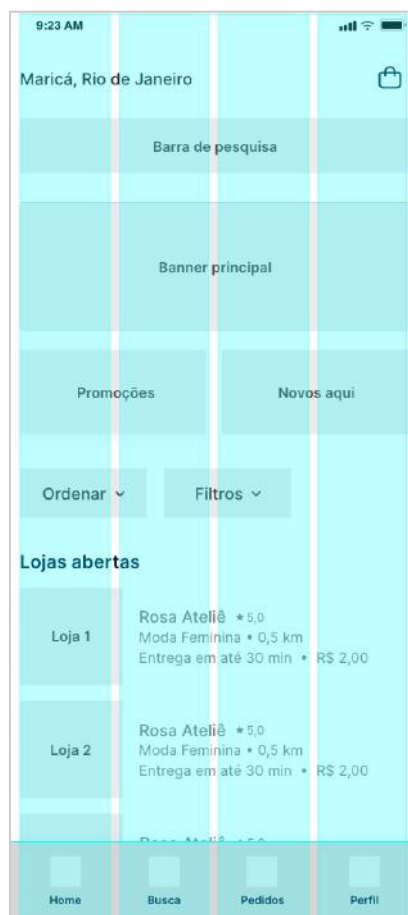 9:23 AM
Maricá, Rio de Janeiro
Barra de pesquisa
Banner principal
Promoções
Novos aqui
Ordenar
Filtros
Lojas abertas
Loja 1
Rosa Ateliê ★ 5,0
Moda Feminina • 0,5 km
Entrega em até 30 min • R$ 2,00
Loja 2
Rosa Ateliê ★ 5,0
Moda Feminina • 0,5 km
Entrega em até 30 min • R$ 2,00
Home
Busca
Pedidos
Perfil